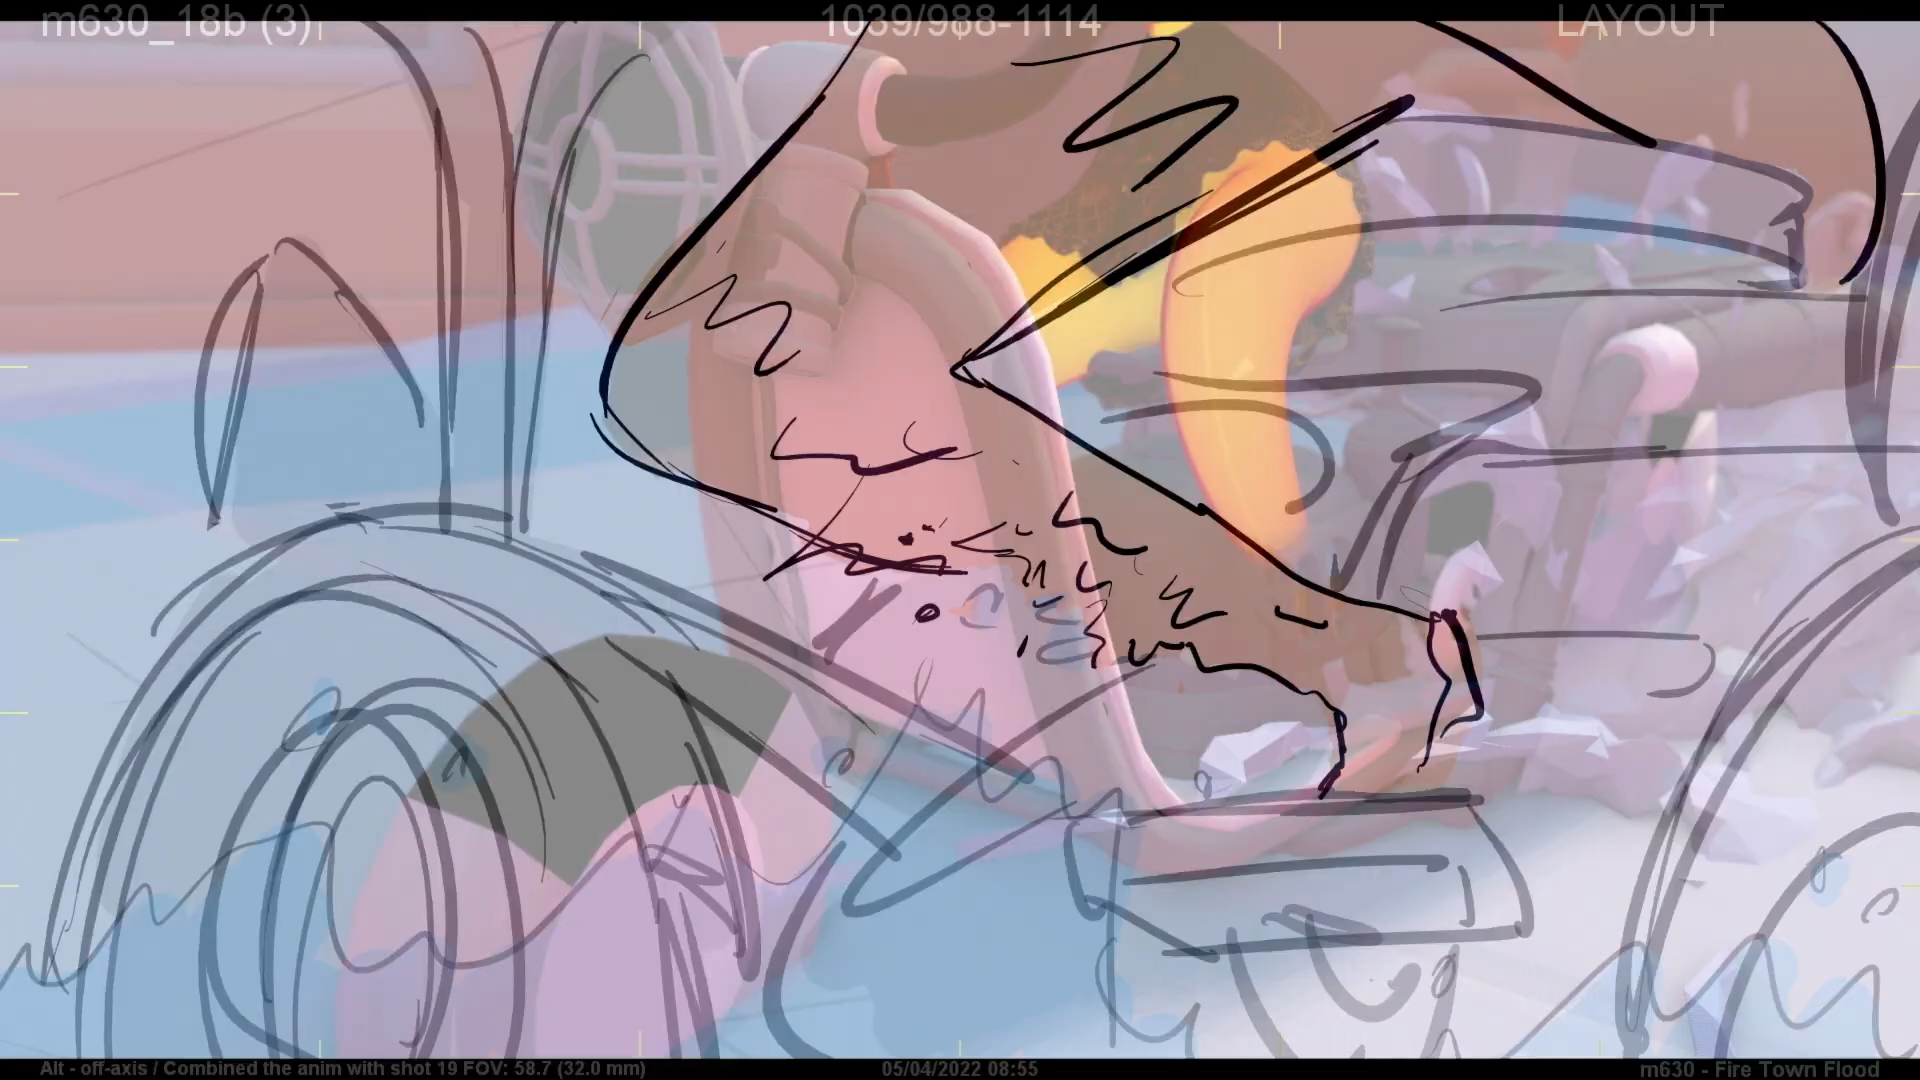 m630_18b (3) 1039/988-1114 LAYOUT
Alt - off-axis / Combined the anim with shot 19 FOV: 58.7 (32.0 mm) 05/04/2022 08:55 m630 - Fire Town Flood